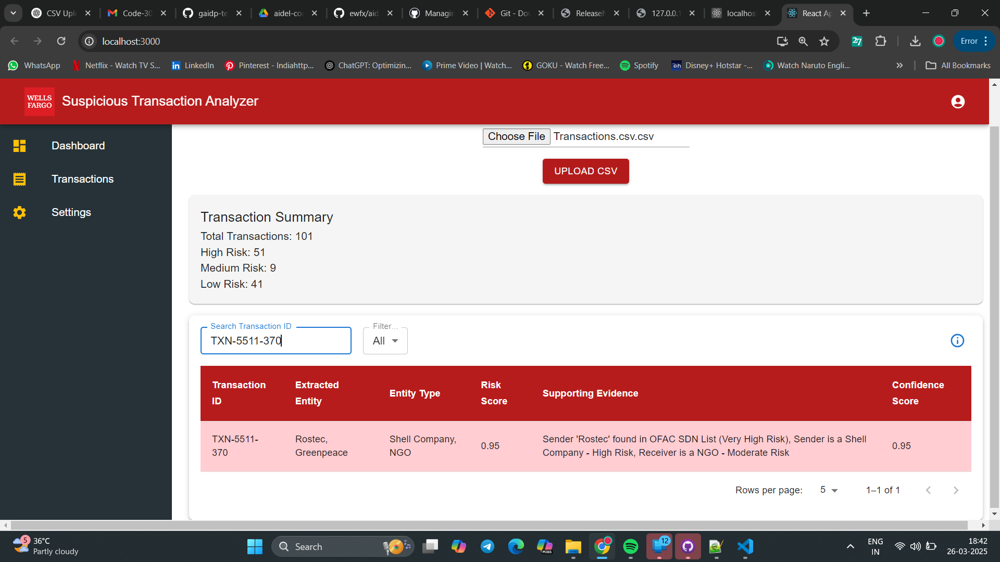 CSV Uplo
Code-30
gaidp-te
aidel-co
ewfx/aid
Managin
Git - Dow
ReleaseN
127.0.0.1
localhos
React Ap
localhost:3000
27
Error
WhatsApp
Netflix - Watch TV S...
LinkedIn
Pinterest - Indiahttp...
ChatGPT: Optimizin...
Prime Video | Watch...
GOKU - Watch Free...
Spotify
Disney+ Hotstar -...
Watch Naruto Engli...
All Bookmarks
WELLS
FARGO
Suspicious Transaction Analyzer
Dashboard
Transactions
Settings
Choose File Transactions.csv.csv
UPLOAD CSV
Transaction Summary
Total Transactions: 101
High Risk: 51
Medium Risk: 9
Low Risk: 41
Search Transaction ID
TXN-5511-370
Filter...
All
Transaction
ID
Extracted
Entity
Entity Type
Risk
Score
Supporting Evidence
Confidence
Score
TXN-5511-
370
Rostec,
Greenpeace
Shell Company,
NGO
0.95
Sender 'Rostec' found in OFAC SDN List (Very High Risk), Sender is a Shell
Company - High Risk, Receiver is a NGO - Moderate Risk
0.95
Rows per page: 5 1–1 of 1
5
36°C
Partly cloudy
Search
M365
12
ENG
IN
18:42
26-03-2025